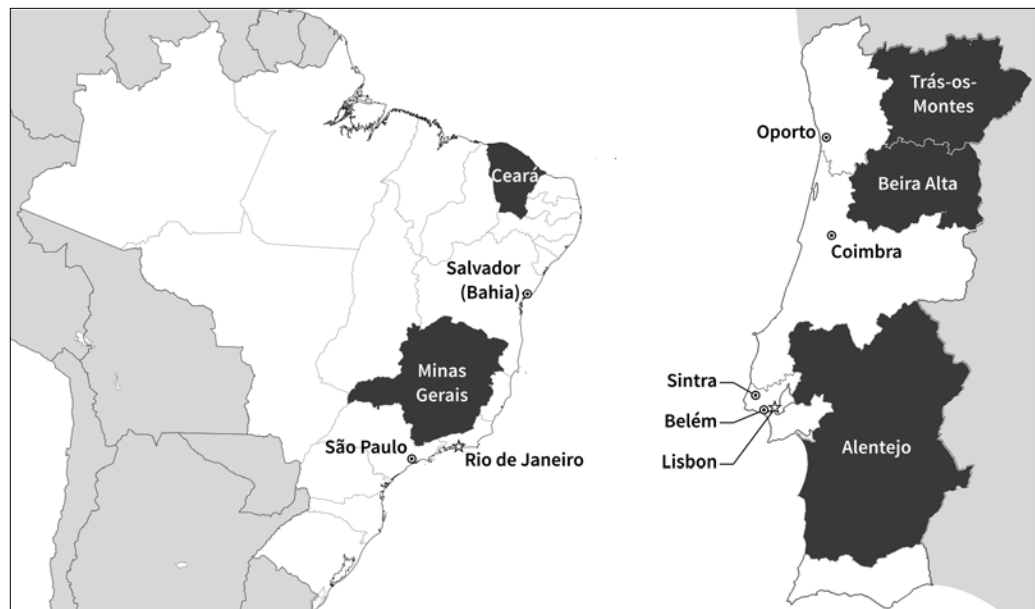 Ceará
Salvador
(Bahia)
Minas
Gerais
São Paulo
Rio de Janeiro
Trás-os-
Montes
Oporto
Beira Alta
Coimbra
Sintra
Belém
Lisbon
Alentejo